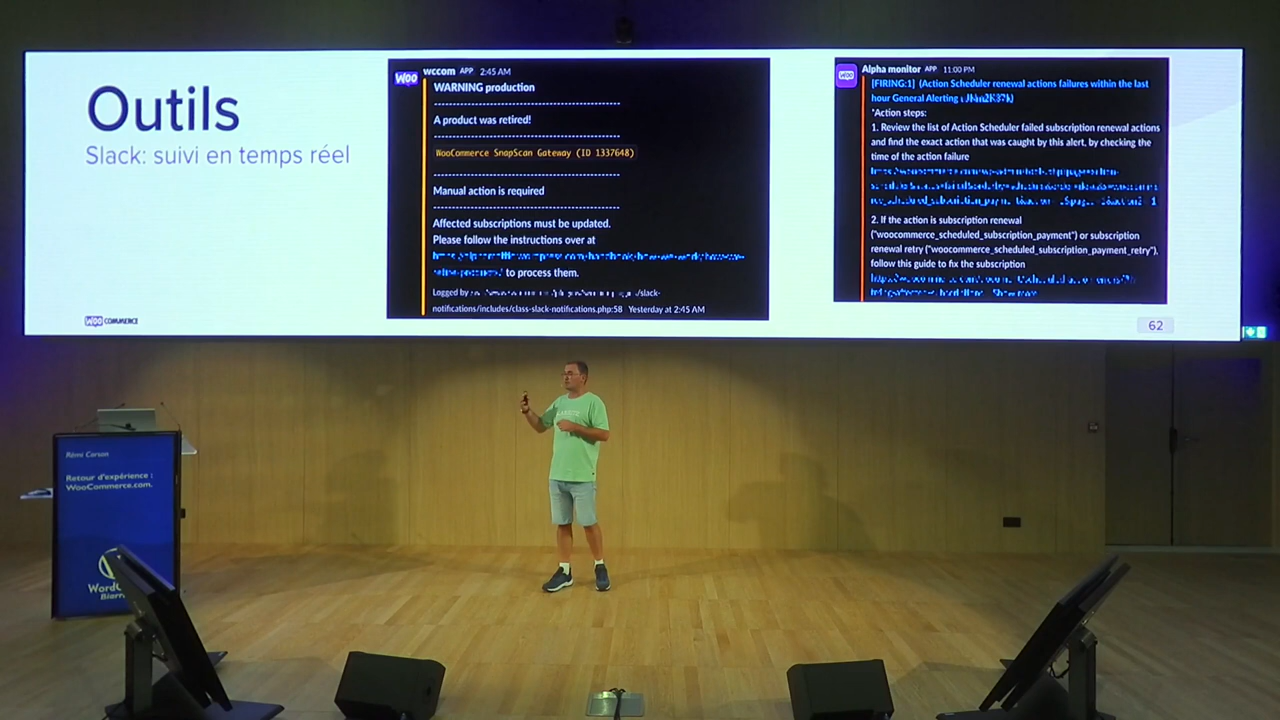 Outils
Slack: suivi en temps réel
WOO COMMERCE
WOO
wccom APP 2:45 AM
WARNING production
A product was retired!
WooCommerce SnapScan Gateway (ID 1337648)
Manual action is required
Affected subscriptions must be updated.
Please follow the instructions over at
to process them.
Logged by /slack-
notifications/includes/class-slack-notifications.php:58 Yesterday at 2:45 AM
Alpha monitor APP 11:00 PM
[FIRING:1] (Action Scheduler renewal actions failures within the last
hour General Alerting
*Action steps:
1. Review the list of Action Scheduler failed subscription renewal actions
and find the exact action that was caught by this alert, by checking the
time of the action failure
2. If the action is subscription renewal
("woocommerce_scheduled_subscription_payment") or subscription
renewal retry ("woocommerce_scheduled_subscription_payment_retry"),
follow this guide to fix the subscription
62
Rémi Corson
Retour d'expérience :
WooCommerce.com.